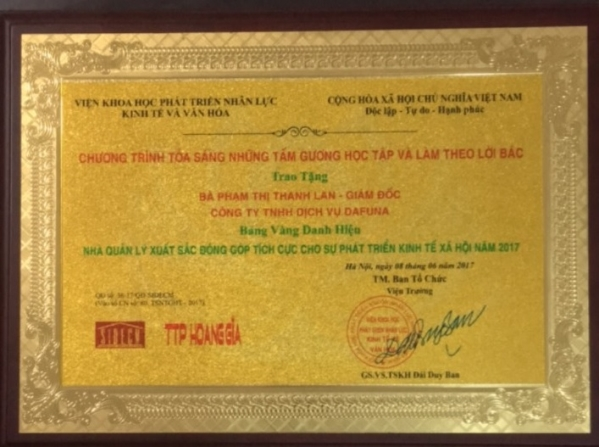 VIỆN KHOA HỌC PHÁT TRIỂN NHÂN LỰC
KINH TẾ VÀ VĂN HÓA
CỘNG HÒA XÃ HỘI CHỦ NGHĨA VIỆT NAM
Độc lập - Tự do - Hạnh phúc
CHƯƠNG TRÌNH TỎA SÁNG NHỮNG TẤM GƯƠNG HỌC TẬP VÀ LÀM THEO LỜI BÁC
Trao Tặng
BÀ PHẠM THỊ THANH LAN - GIÁM ĐỐC
CÔNG TY TNHH DỊCH VỤ DAFUNA
Bảng Vàng Danh Hiệu
NHÀ QUẢN LÝ XUẤT SẮC ĐÓNG GÓP TÍCH CỰC CHO SỰ PHÁT TRIỂN KINH TẾ XÃ HỘI NĂM 2017
Hà Nội, ngày 08 tháng 06 năm 2017
TM. Ban Tổ Chức
Viện Trưởng
TTP HOANG GIA
GS.VS.TSKH Đái Duy Ban